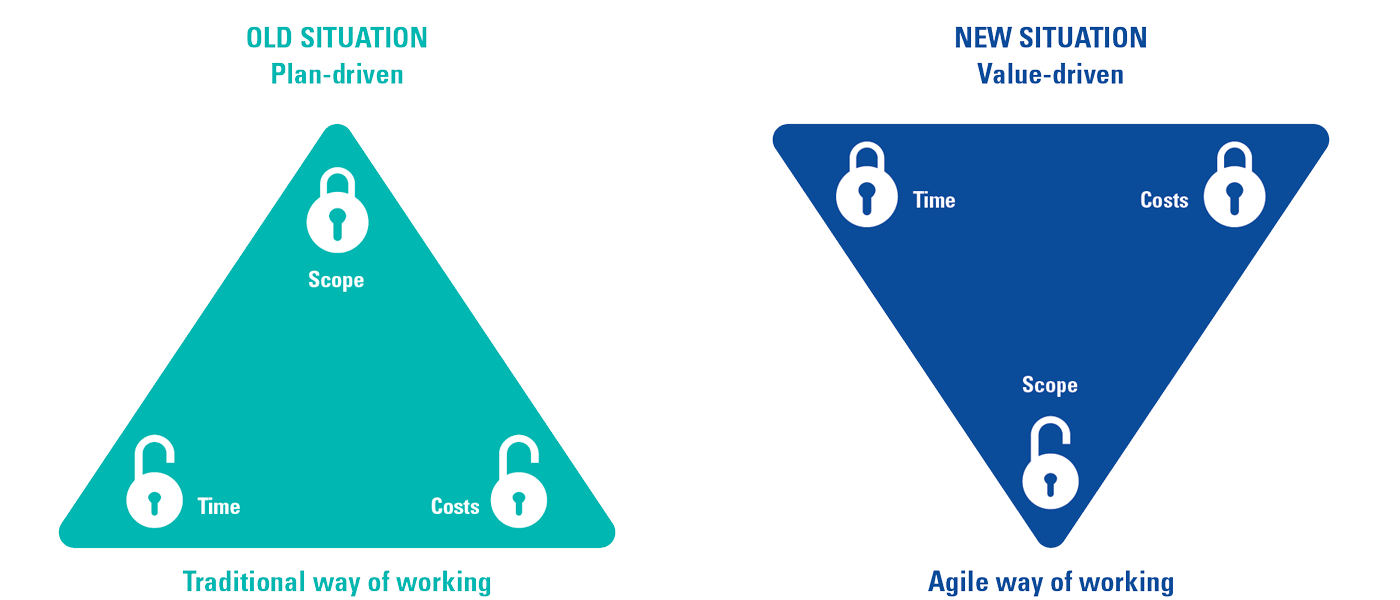 OLD SITUATION
Plan-driven
Scope
Time
Costs
Traditional way of working
NEW SITUATION
Value-driven
Time
Costs
Scope
Agile way of working